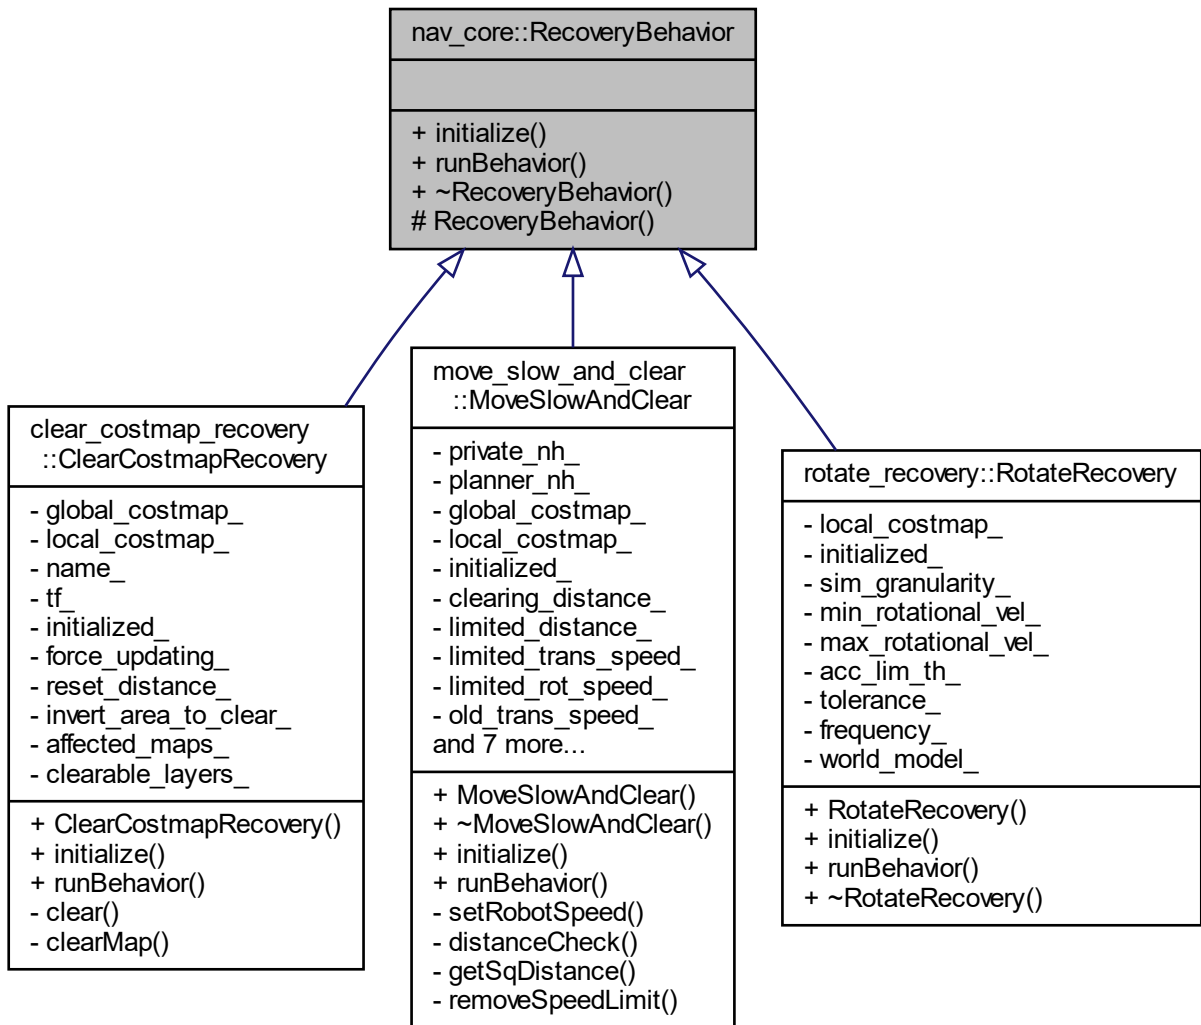 nav_core::RecoveryBehavior
+ initialize()
+ runBehavior()
+ ~RecoveryBehavior()
# RecoveryBehavior()
clear_costmap_recovery
::ClearCostmapRecovery
- global_costmap_
- local_costmap_
- name_
- tf_
- initialized_
- force_updating_
- reset_distance_
- invert_area_to_clear_
- affected_maps_
- clearable_layers_
+ ClearCostmapRecovery()
+ initialize()
+ runBehavior()
- clear()
- clearMap()
move_slow_and_clear
::MoveSlowAndClear
- private_nh_
- planner_nh_
- global_costmap_
- local_costmap_
- initialized_
- clearing_distance_
- limited_distance_
- limited_trans_speed_
- limited_rot_speed_
- old_trans_speed_
and 7 more...
+ MoveSlowAndClear()
+ ~MoveSlowAndClear()
+ initialize()
+ runBehavior()
- setRobotSpeed()
- distanceCheck()
- getSqDistance()
- removeSpeedLimit()
rotate_recovery::RotateRecovery
- local_costmap_
- initialized_
- sim_granularity_
- min_rotational_vel_
- max_rotational_vel_
- acc_lim_th_
- tolerance_
- frequency_
- world_model_
+ RotateRecovery()
+ initialize()
+ runBehavior()
+ ~RotateRecovery()